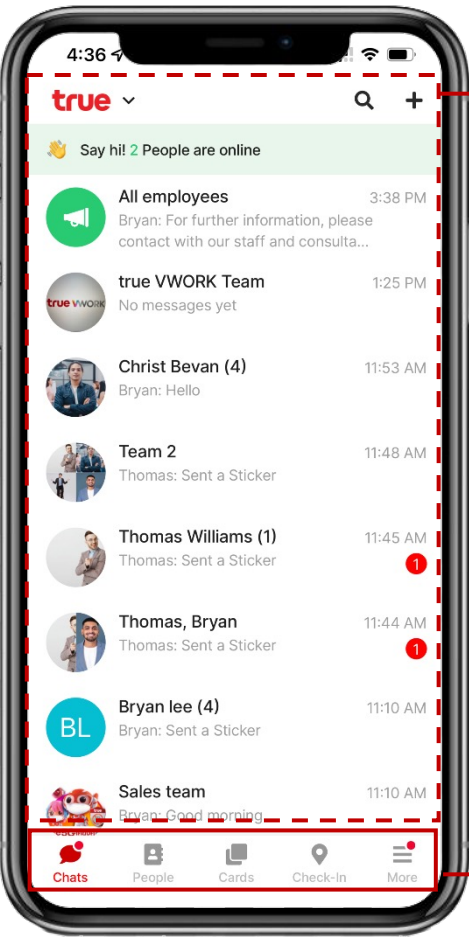 4:36
true
Say hi! 2 People are online
All employees
3:38 PM
Bryan: For further information, please
contact with our staff and consulta...
true VWORK
true VWORK Team
1:25 PM
No messages yet
Christ Bevan (4)
11:53 AM
Bryan: Hello
Team 2
11:48 AM
Thomas: Sent a Sticker
Thomas Williams (1)
11:45 AM
Thomas: Sent a Sticker
1
Thomas, Bryan
11:44 AM
Thomas: Sent a Sticker
1
BL
Bryan lee (4)
11:10 AM
Bryan: Sent a Sticker
Sales team
11:10 AM
Bryan: Good morning
Chats
People
Cards
Check-In
More